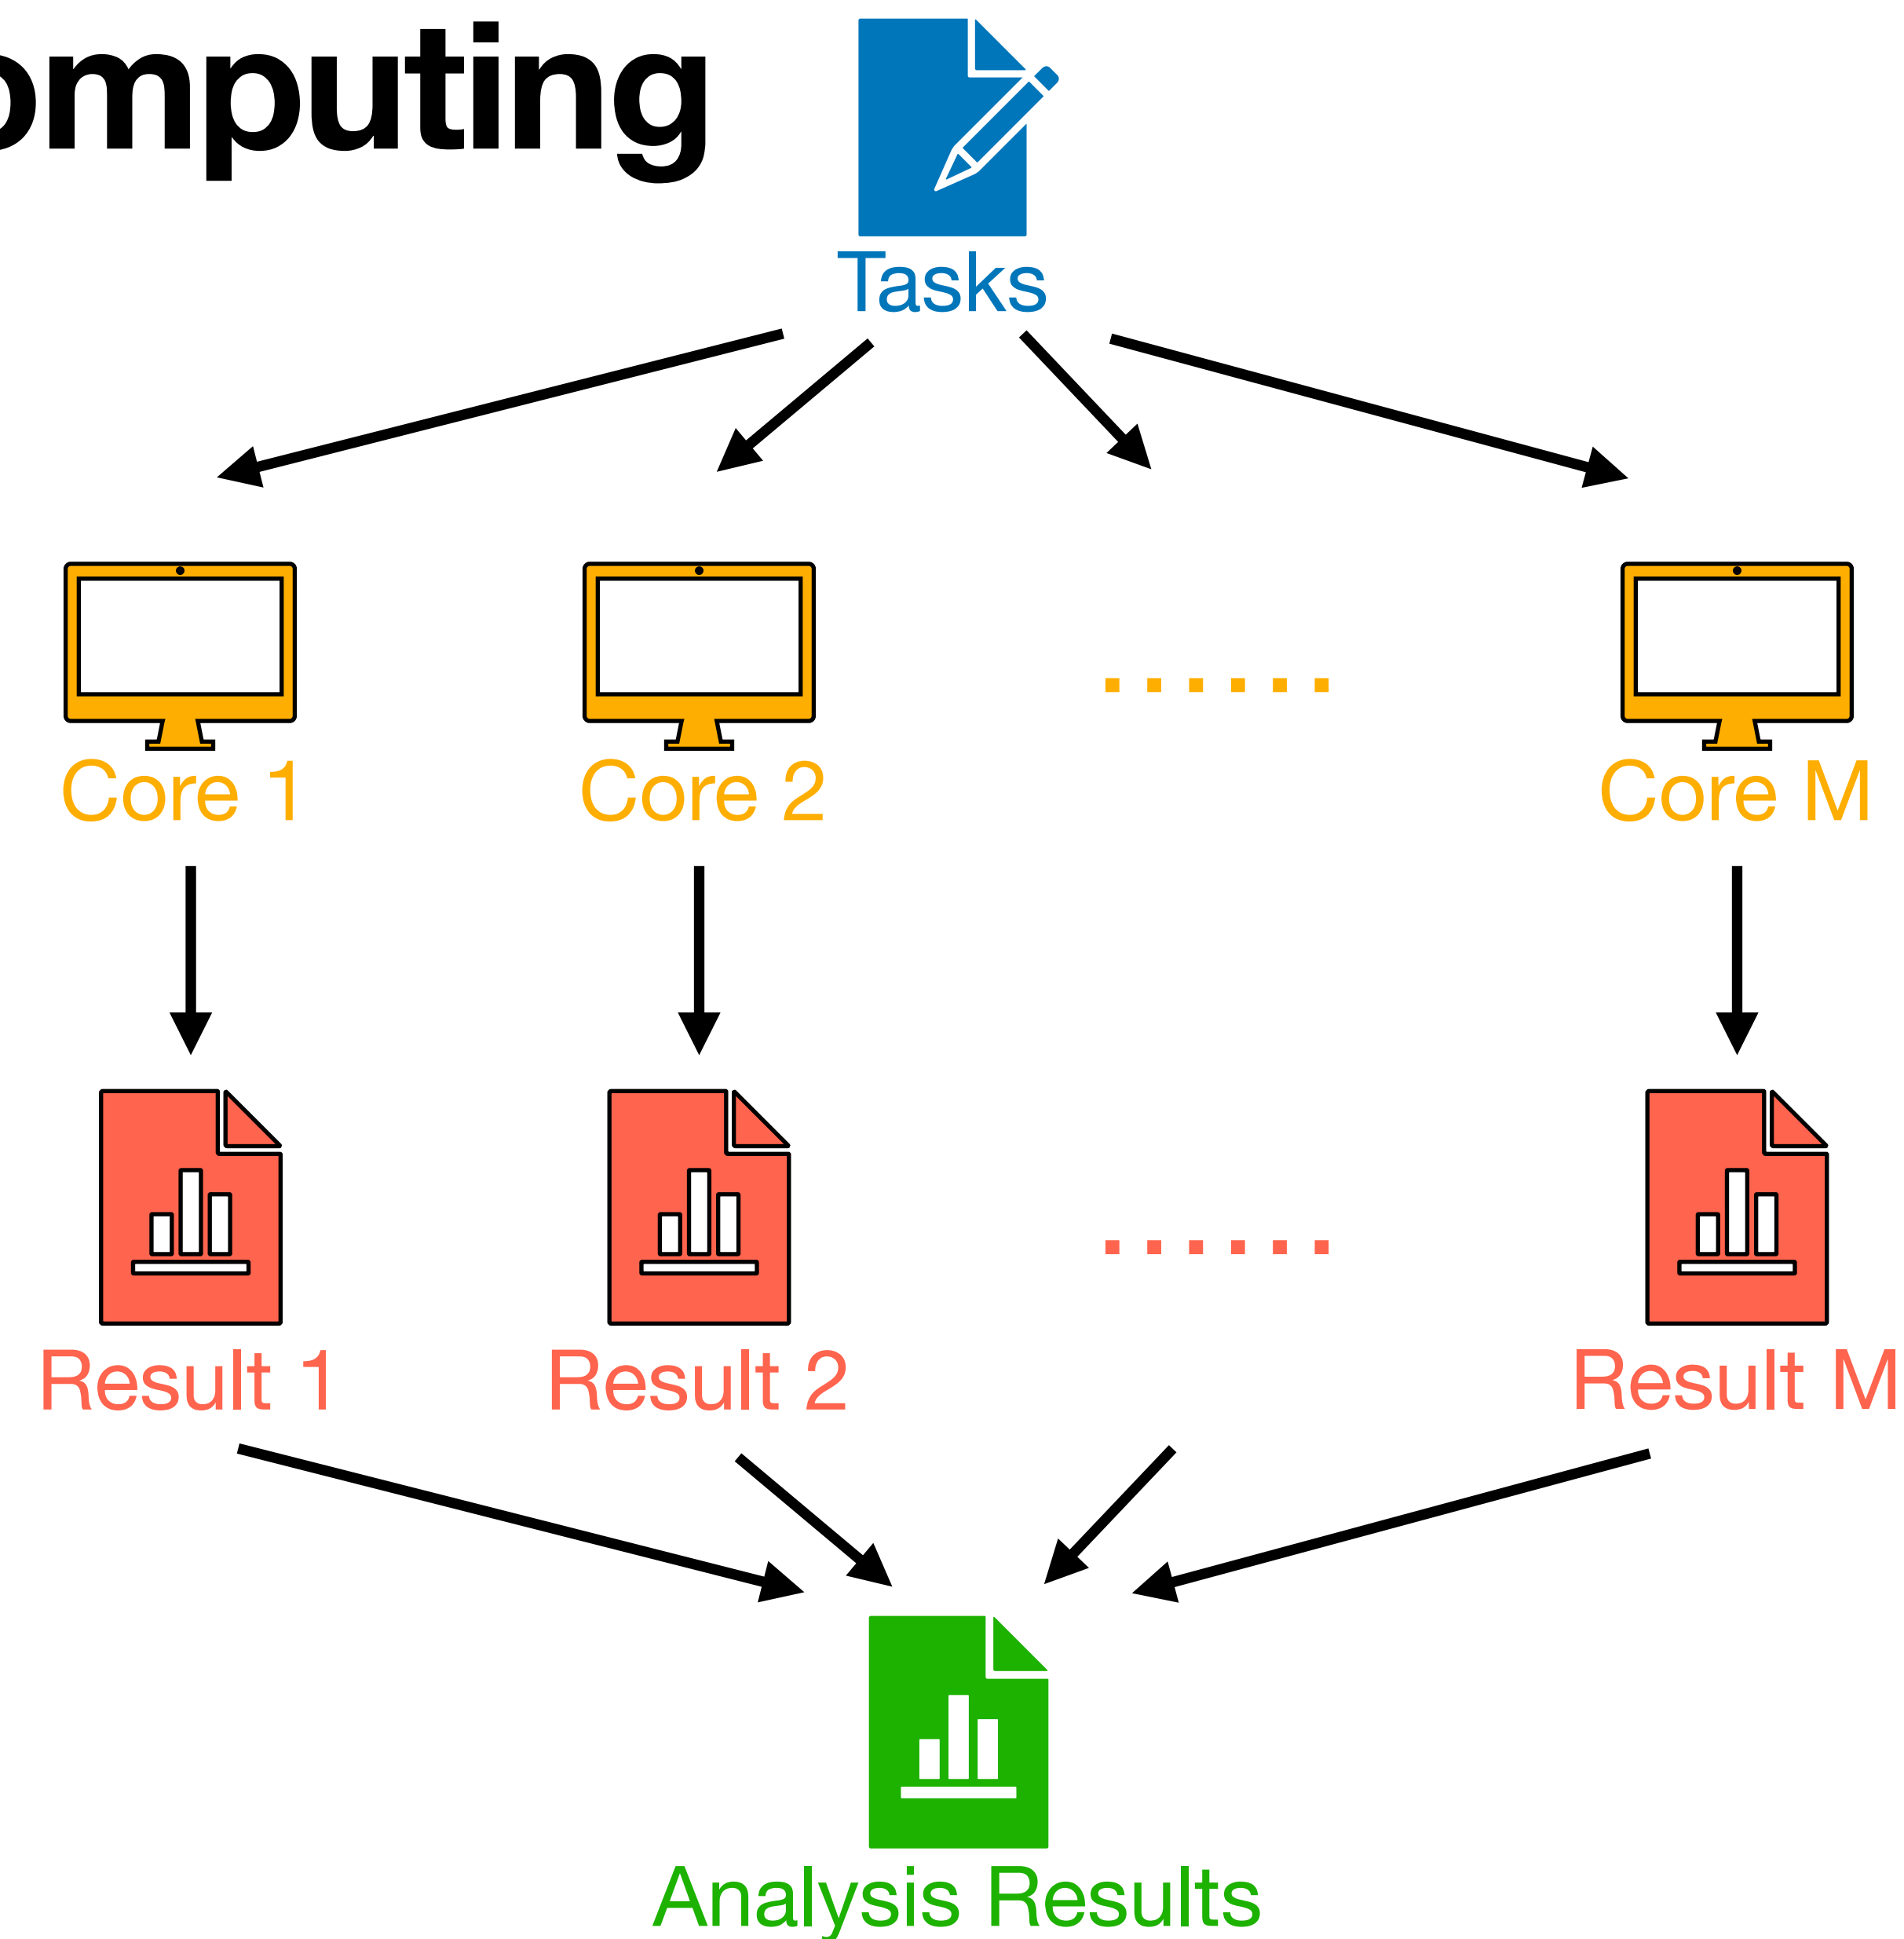 omputing
Tasks
Core 1 Core 2 ...... Core M
Result 1 Result 2 ...... Result M
Analysis Results